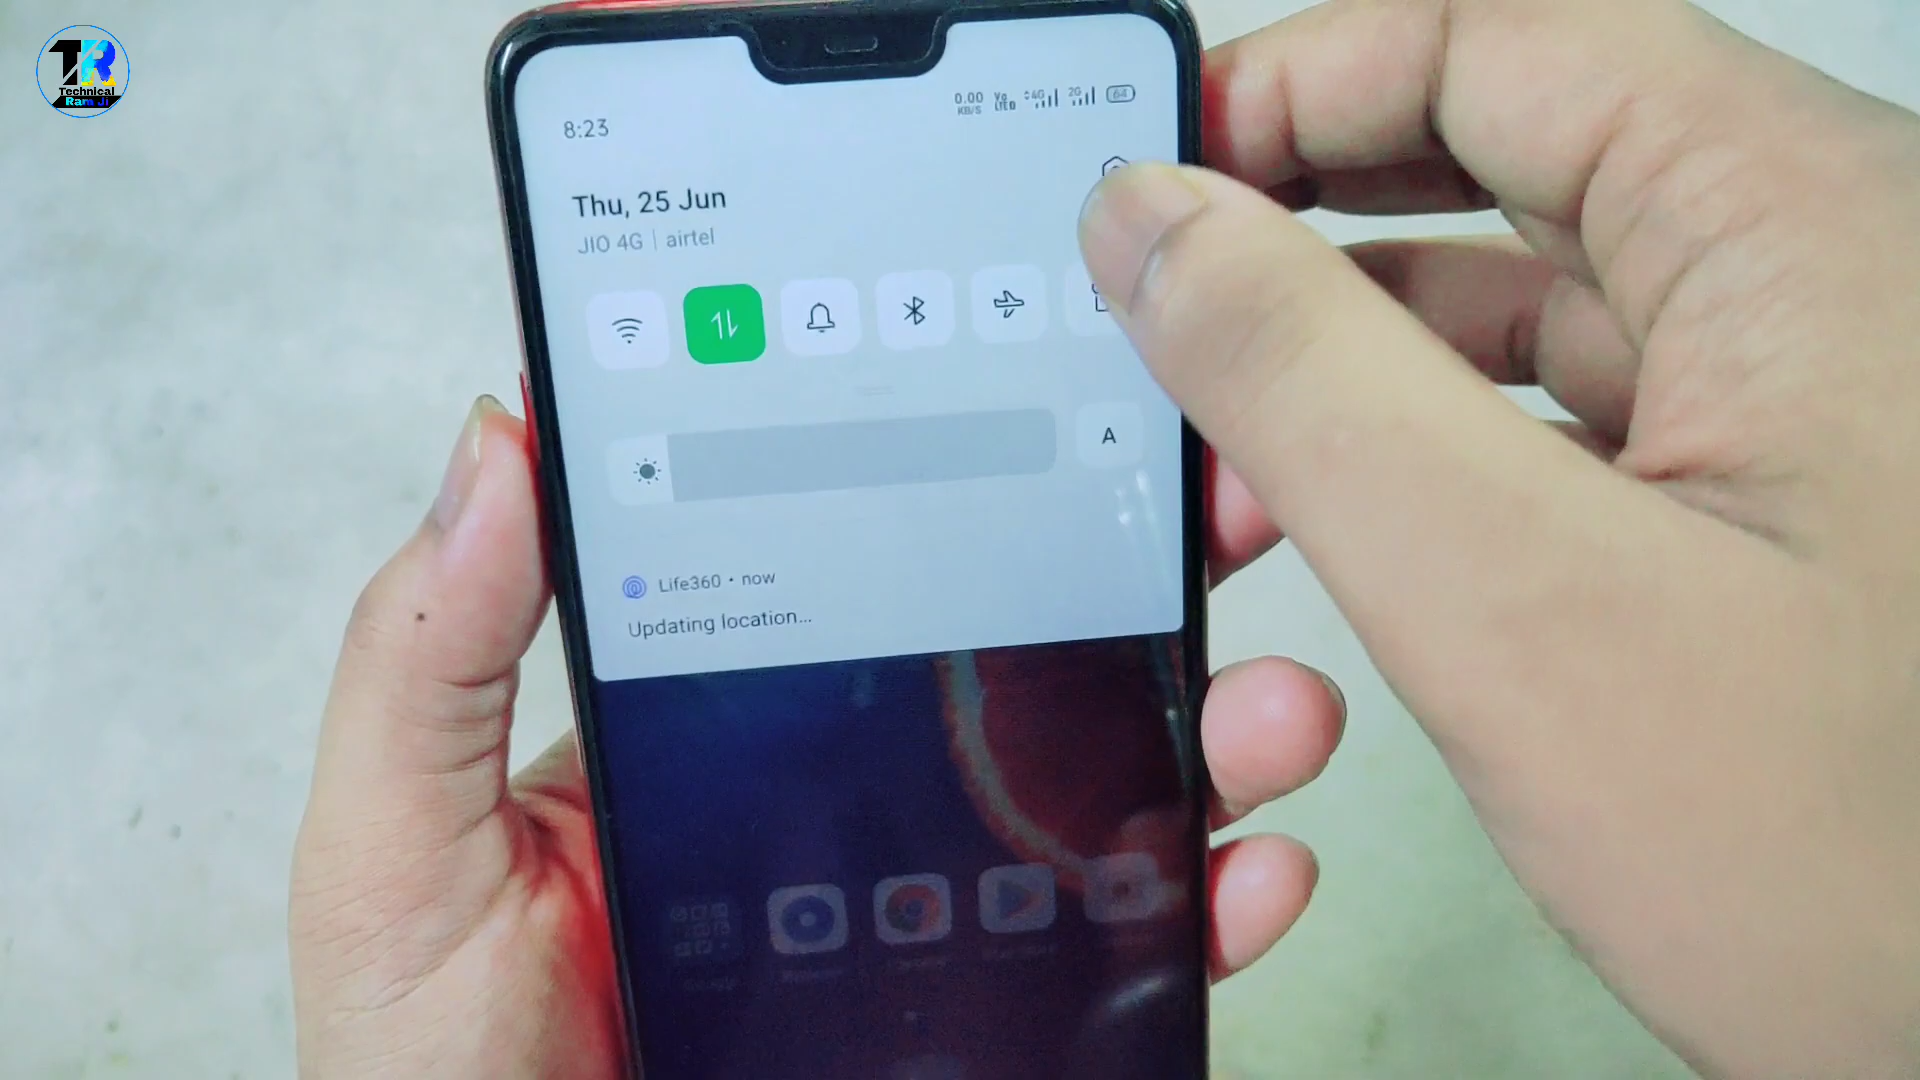 TR
Technical
Ram Ji
8:23
0.00
KB/S
Vo
LTE
4G
2G
64
Thu, 25 Jun
JIO 4G | airtel
A
Life360 • now
Updating location...